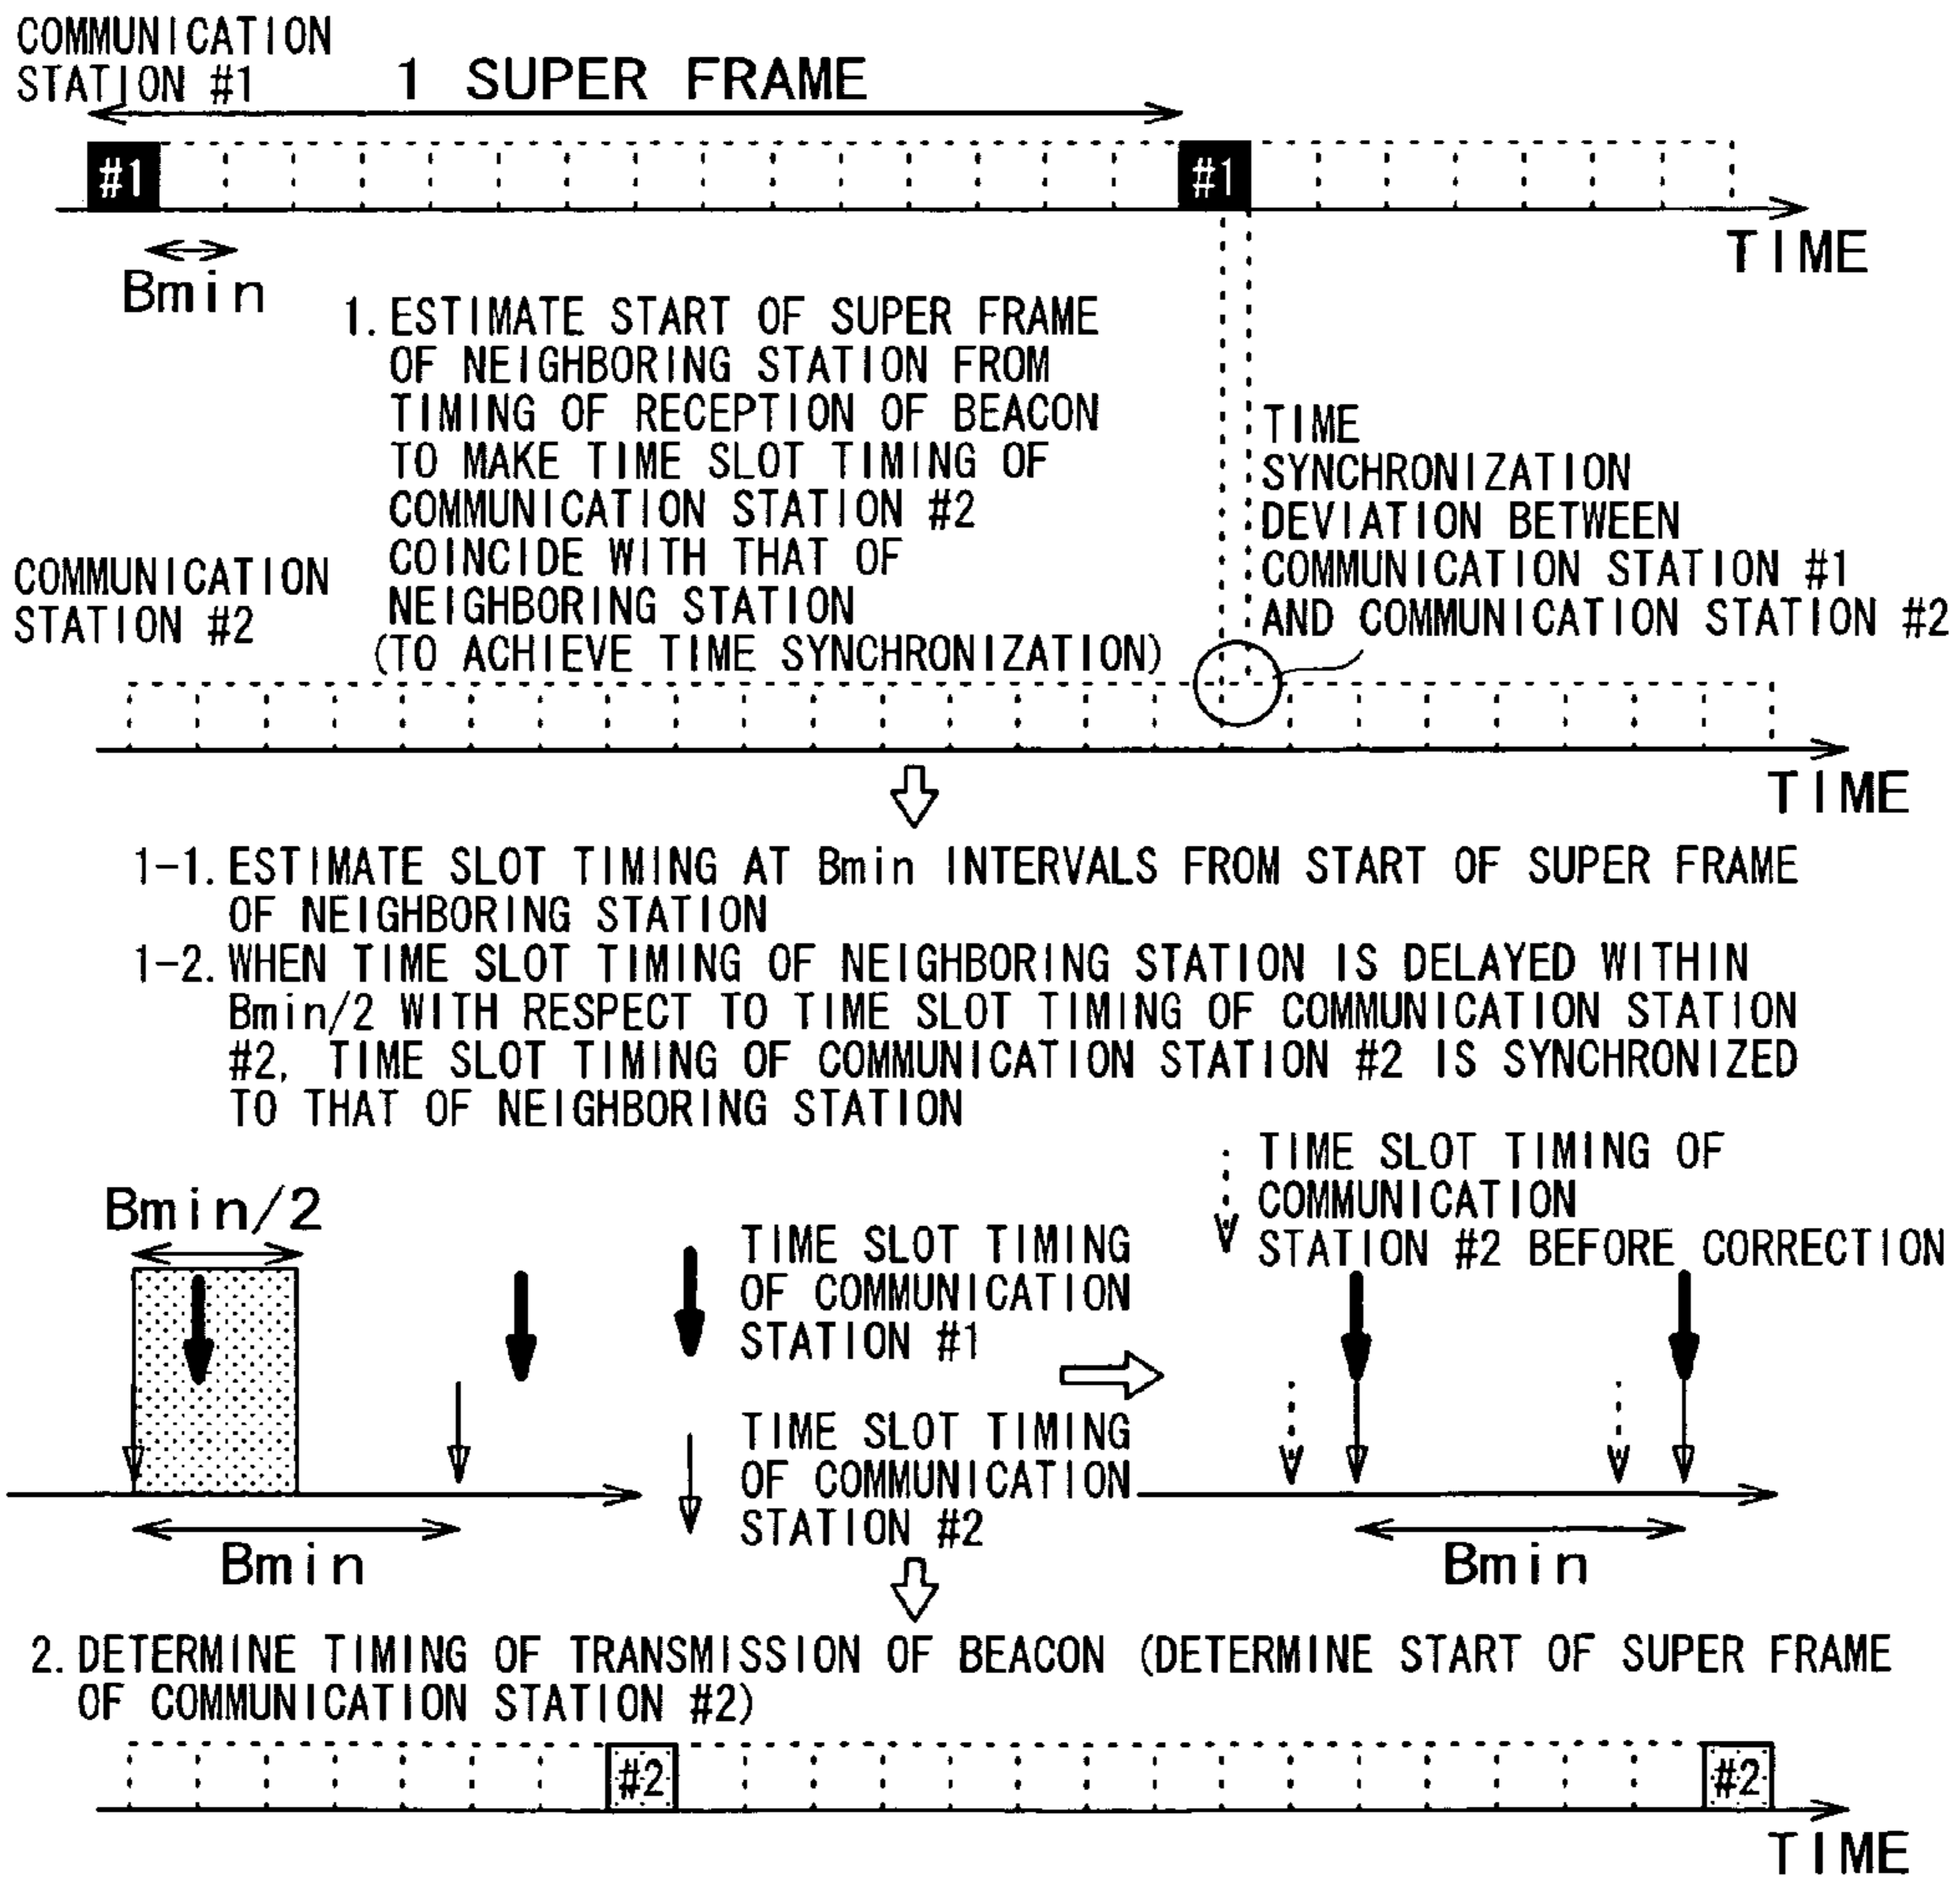 COMMUNICATION
STATION #1
1 SUPER FRAME
#1
#1
TIME
Bmin
1. ESTIMATE START OF SUPER FRAME
OF NEIGHBORING STATION FROM
TIMING OF RECEPTION OF BEACON
TO MAKE TIME SLOT TIMING OF
COMMUNICATION STATION #2
COINCIDE WITH THAT OF
NEIGHBORING STATION
(TO ACHIEVE TIME SYNCHRONIZATION)
TIME
SYNCHRONIZATION
DEVIATION BETWEEN
COMMUNICATION STATION #1
AND COMMUNICATION STATION #2
COMMUNICATION
STATION #2
TIME
1-1. ESTIMATE SLOT TIMING AT Bmin INTERVALS FROM START OF SUPER FRAME
OF NEIGHBORING STATION
1-2. WHEN TIME SLOT TIMING OF NEIGHBORING STATION IS DELAYED WITHIN
Bmin/2 WITH RESPECT TO TIME SLOT TIMING OF COMMUNICATION STATION
#2, TIME SLOT TIMING OF COMMUNICATION STATION #2 IS SYNCHRONIZED
TO THAT OF NEIGHBORING STATION
Bmin/2
TIME SLOT TIMING
OF COMMUNICATION
STATION #1
TIME SLOT TIMING
OF COMMUNICATION
STATION #2
Bmin
TIME SLOT TIMING OF
COMMUNICATION
STATION #2 BEFORE CORRECTION
Bmin
2. DETERMINE TIMING OF TRANSMISSION OF BEACON (DETERMINE START OF SUPER FRAME
OF COMMUNICATION STATION #2)
#2
#2
TIME